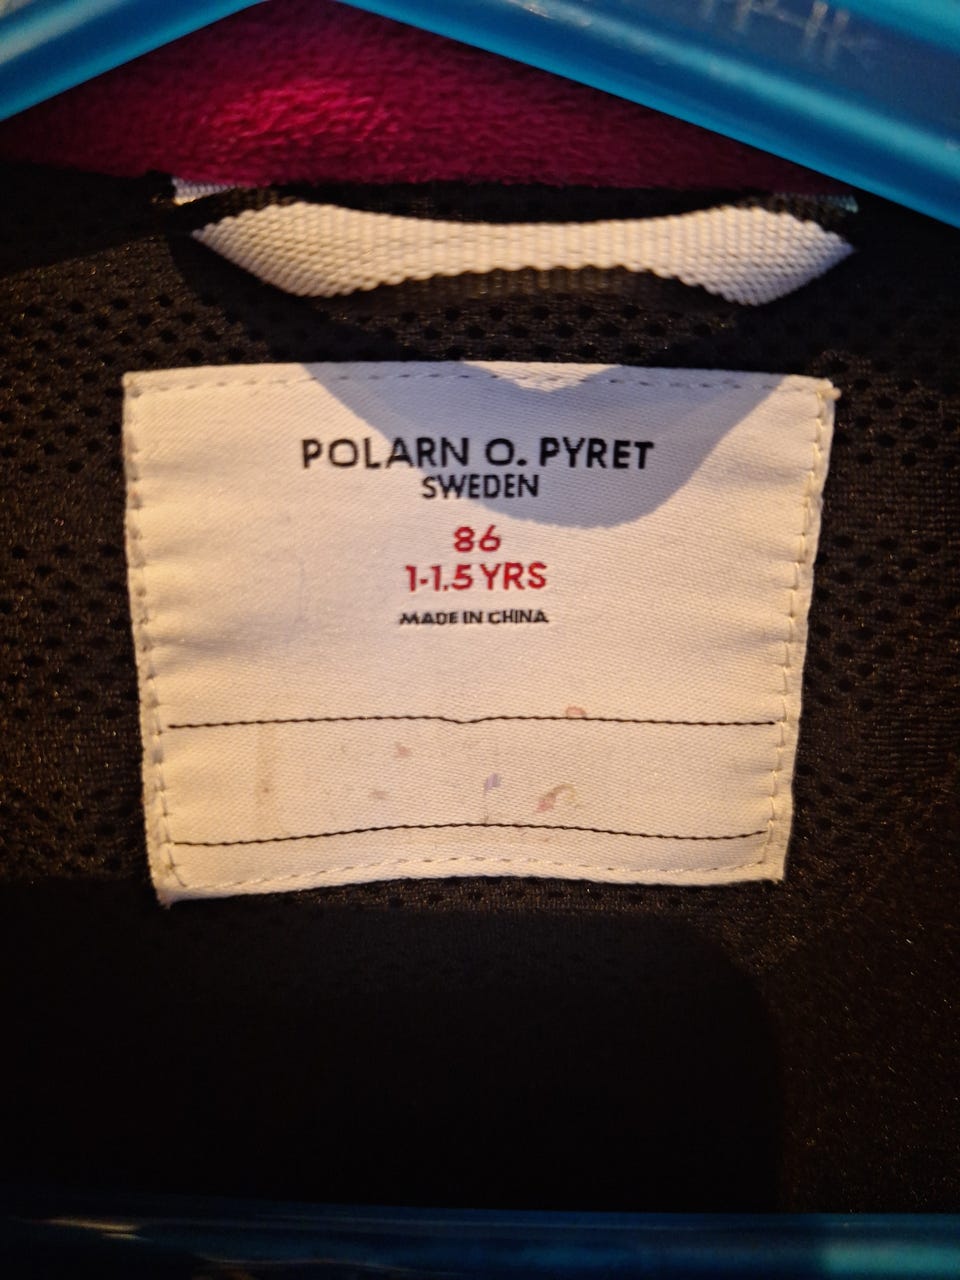 POLARN O. PYRET
SWEDEN
86
1-1.5 YRS
MADE IN CHINA